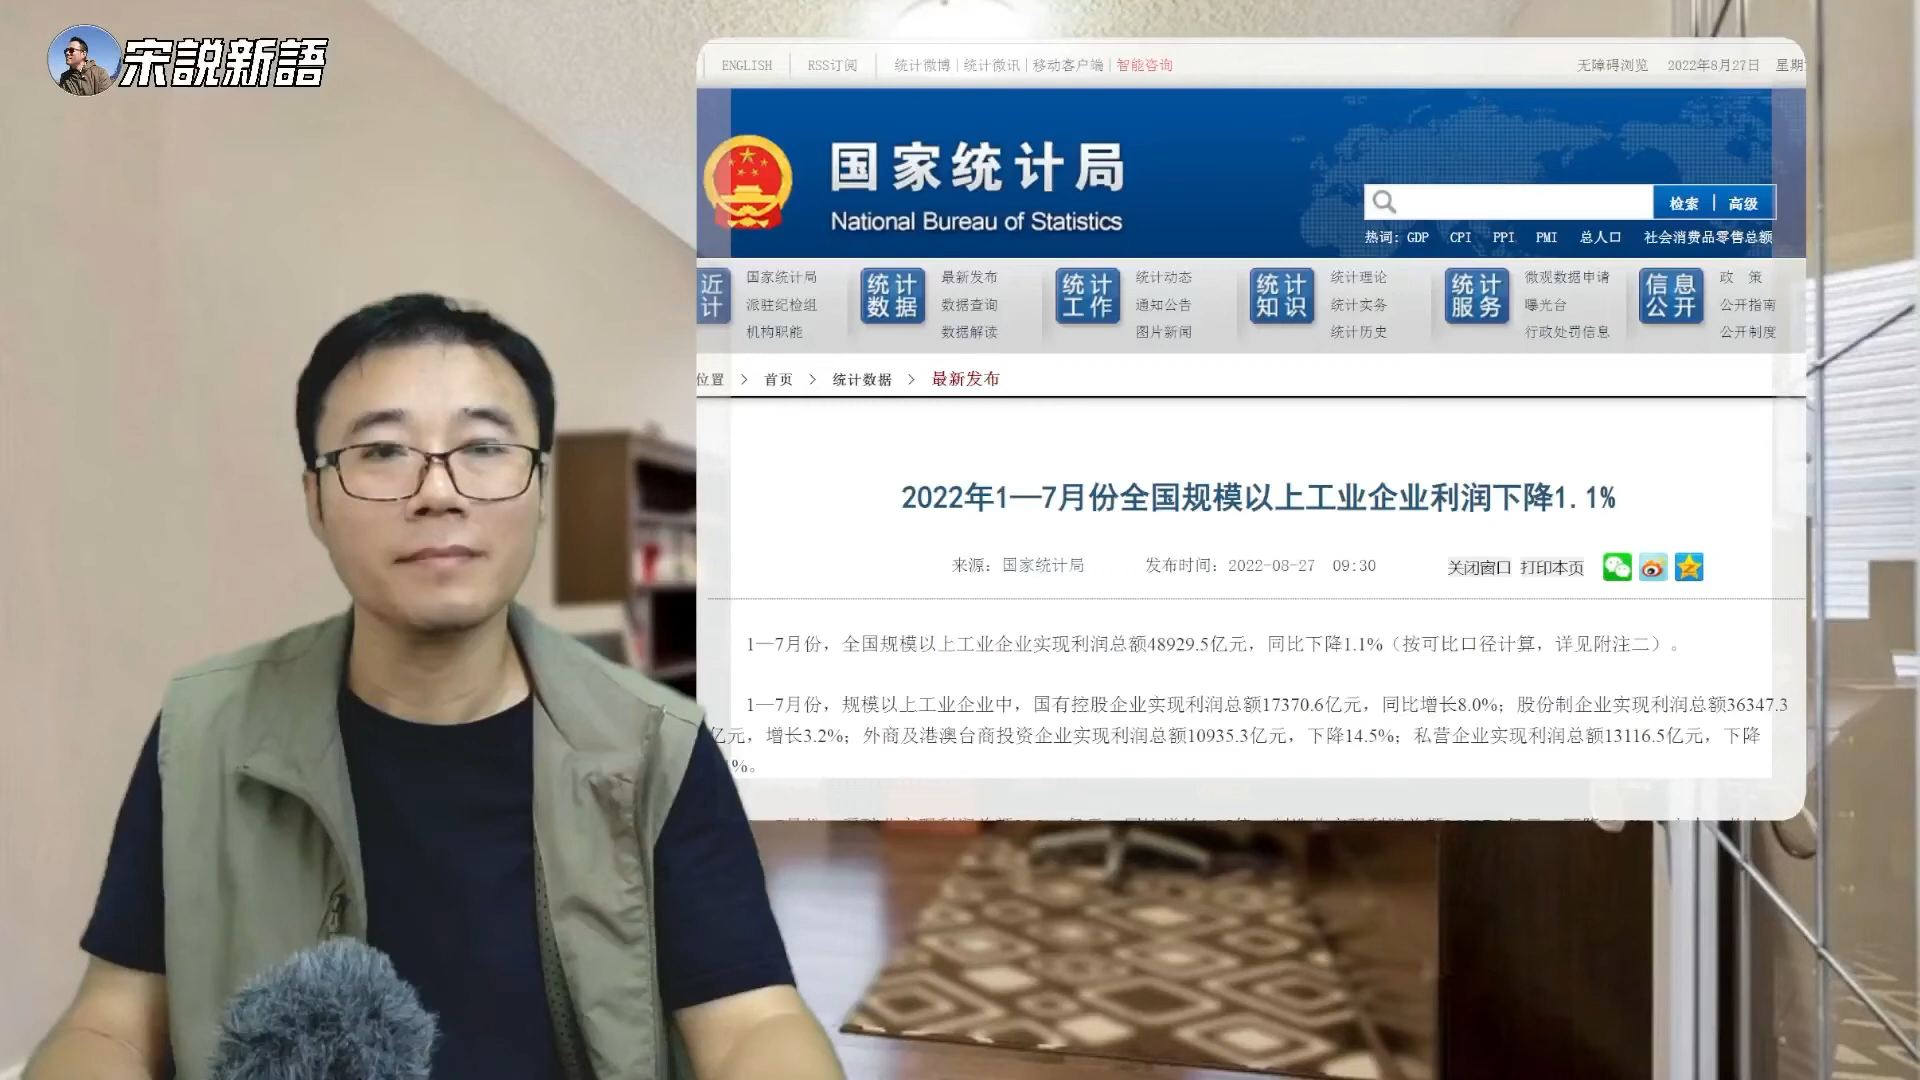 宋説新語
ENGLISH RSS订阅 统计微博 | 统计微讯 | 移动客户端 | 智能咨询 无障碍浏览 2022年8月27日 星期
国家统计局
National Bureau of Statistics
检索 | 高级
热词: GDP CPI PPI PMI 总人口 社会消费品零售总额
近 国家统计局 统计 最新发布 统计 统计动态 统计 统计理论 统计 微观数据申请 信息 政 策
计 派驻纪检组 数据 数据查询 工作 通知公告 知识 统计实务 服务 曝光台 公开 公开指南
机构职能 数据解读 图片新闻 统计历史 行政处罚信息 公开制度
位置 > 首页 > 统计数据 > 最新发布
2022年1—7月份全国规模以上工业企业利润下降1.1%
来源: 国家统计局 发布时间: 2022-08-27 09:30 关闭窗口 打印本页
1—7月份，全国规模以上工业企业实现利润总额48929.5亿元，同比下降1.1%（按可比口径计算，详见附注二）。
1—7月份，规模以上工业企业中，国有控股企业实现利润总额17370.6亿元，同比增长8.0%；股份制企业实现利润总额36347.3
亿元，增长3.2%；外商及港澳台商投资企业实现利润总额10935.3亿元，下降14.5%；私营企业实现利润总额13116.5亿元，下降
%。